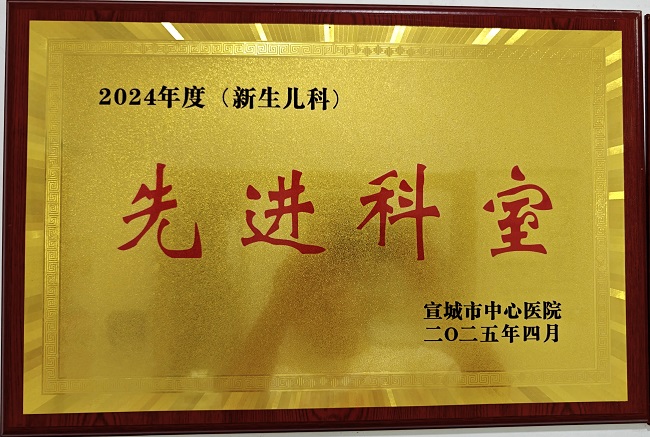 2024年度（新生儿科）
先进科室
宣城市中心医院
二〇二五年四月